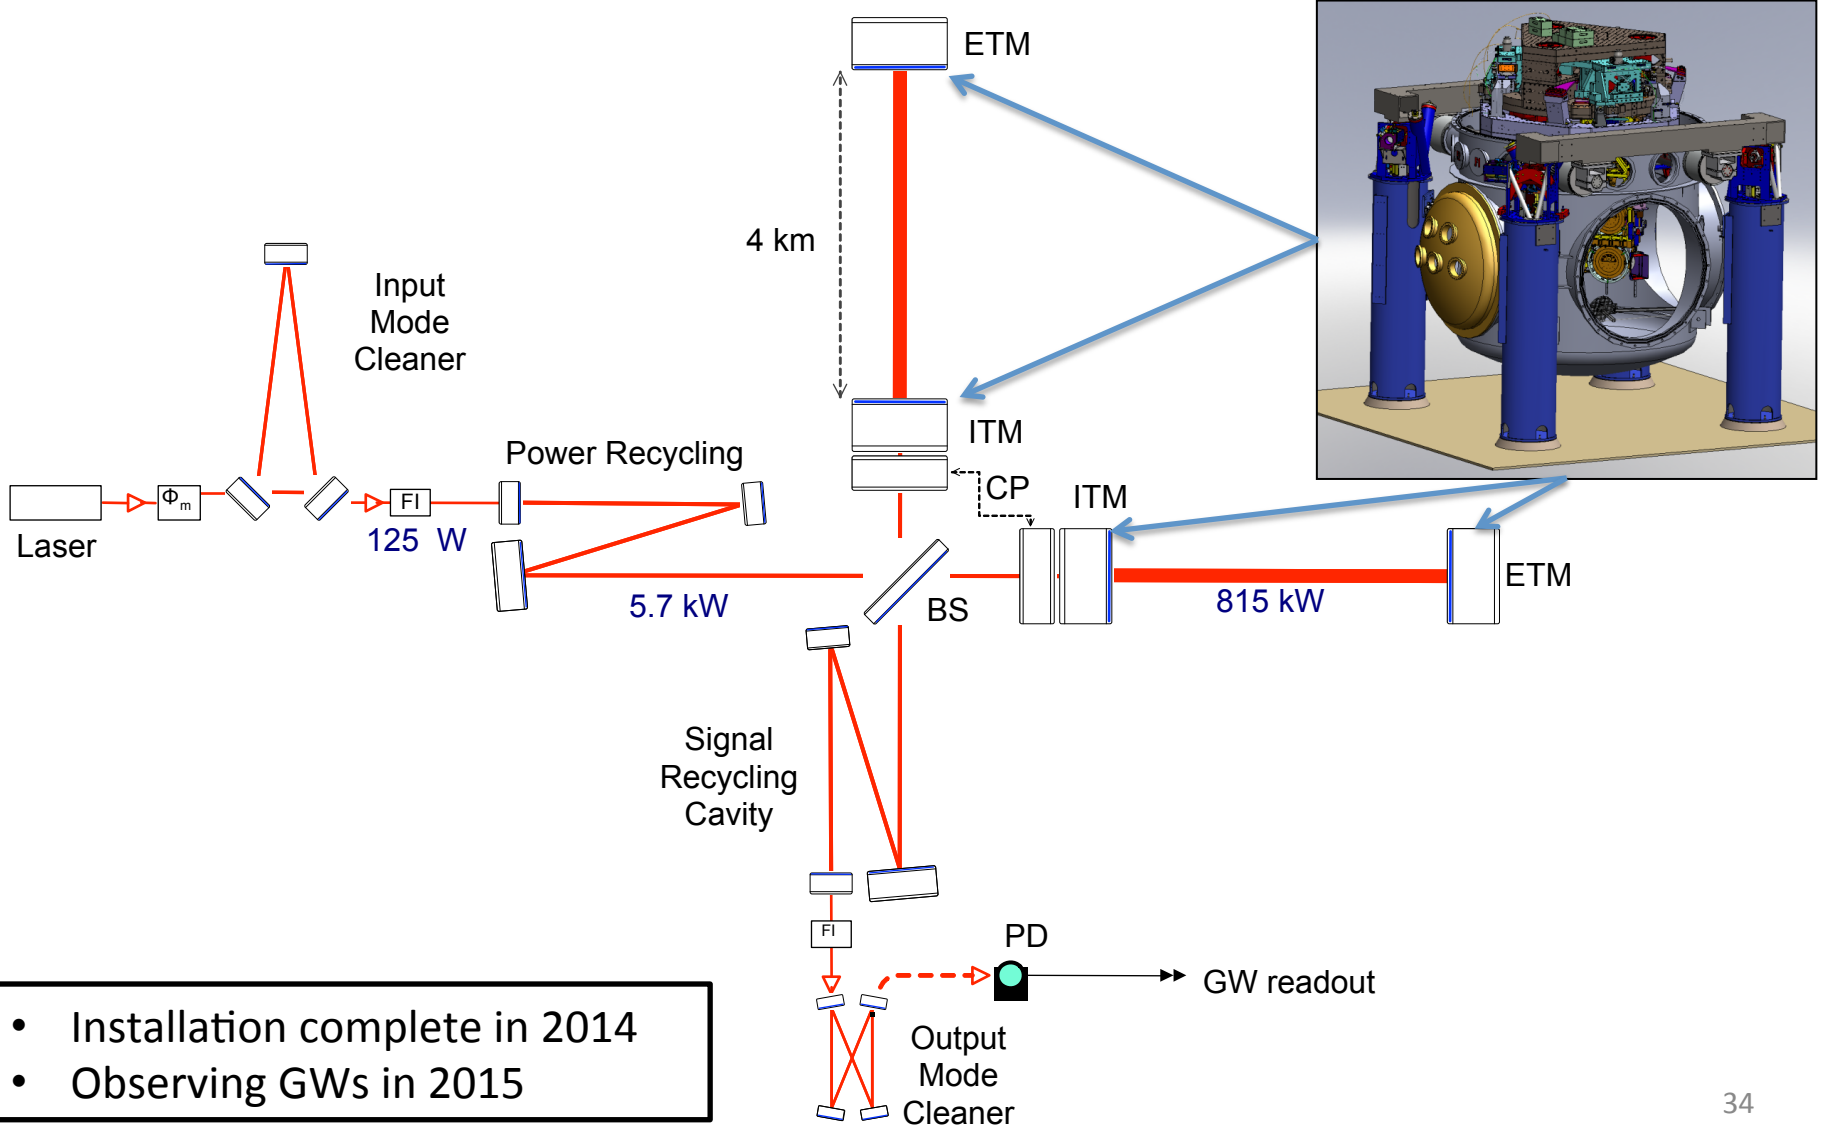 ETM
4 km
Input
Mode
Cleaner
ITM
Power Recycling
CP
ITM
Φm
FI
Laser
125 W
ETM
5.7 kW
BS
815 kW
Signal
Recycling
Cavity
FI
PD
GW readout
• Installation complete in 2014
• Observing GWs in 2015
Output
Mode
Cleaner
34